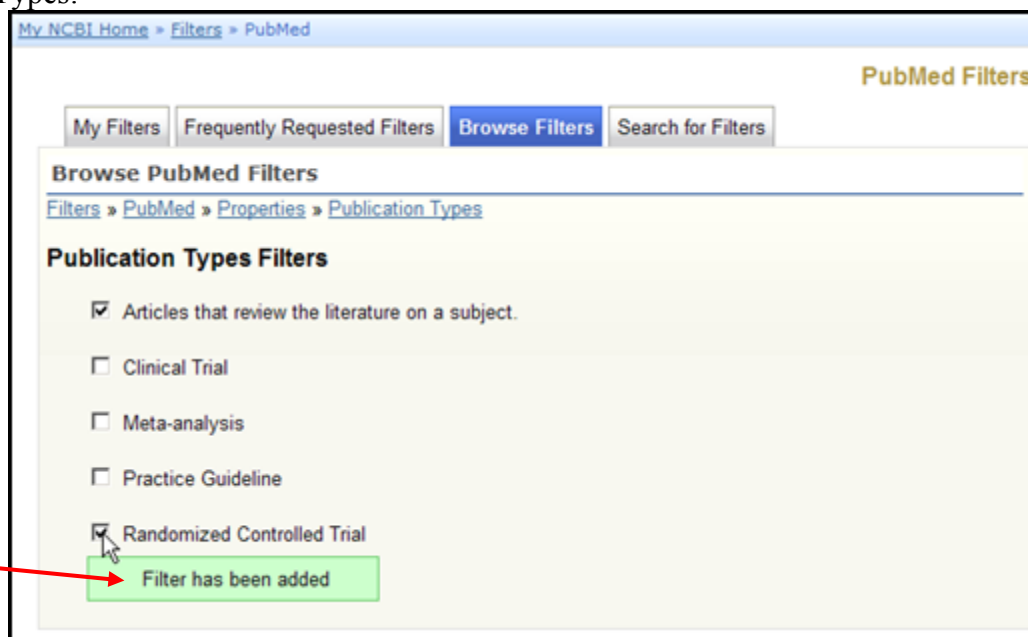 Types.
My NCBI Home » Filters » PubMed
PubMed Filters
My Filters Frequently Requested Filters Browse Filters Search for Filters
Browse PubMed Filters
Filters » PubMed » Properties » Publication Types
Publication Types Filters
Articles that review the literature on a subject.
Clinical Trial
Meta-analysis
Practice Guideline
Randomized Controlled Trial
Filter has been added